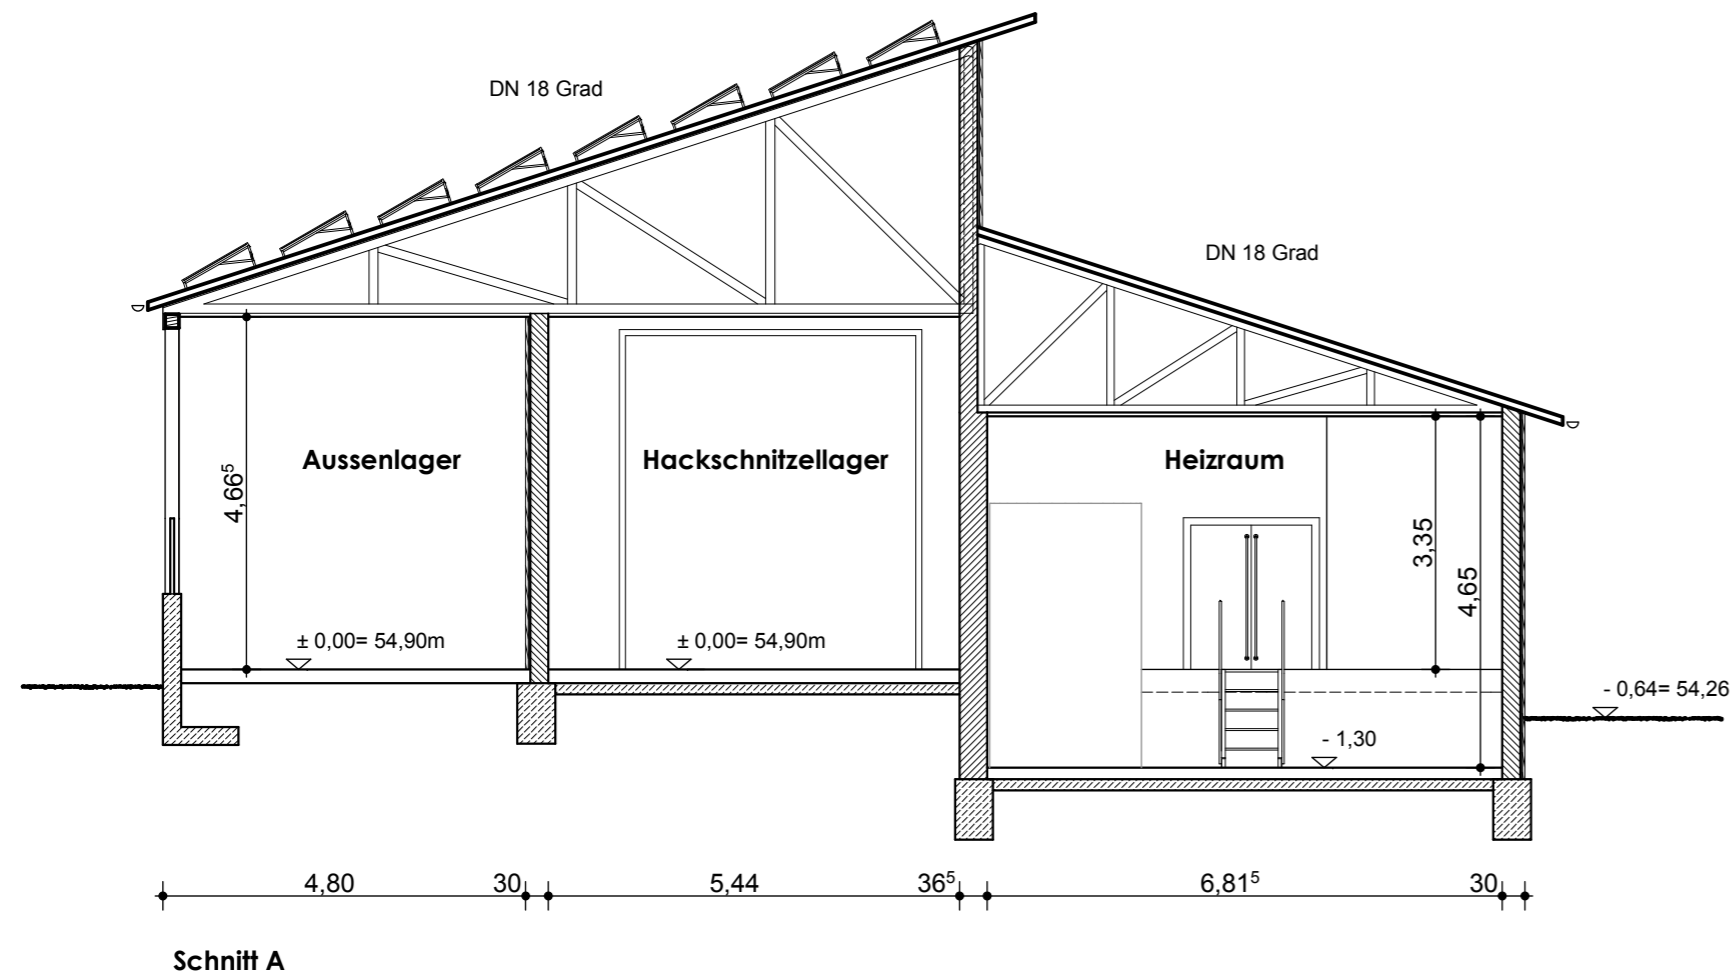 DN 18 Grad
DN 18 Grad
Aussenlager
Hackschnitzellager
Heizraum
4,66⁵
3,35
4,65
± 0,00= 54,90m
± 0,00= 54,90m
- 0,64= 54,26
- 1,30
4,80
30
5,44
36⁵
6,81⁵
30
Schnitt A